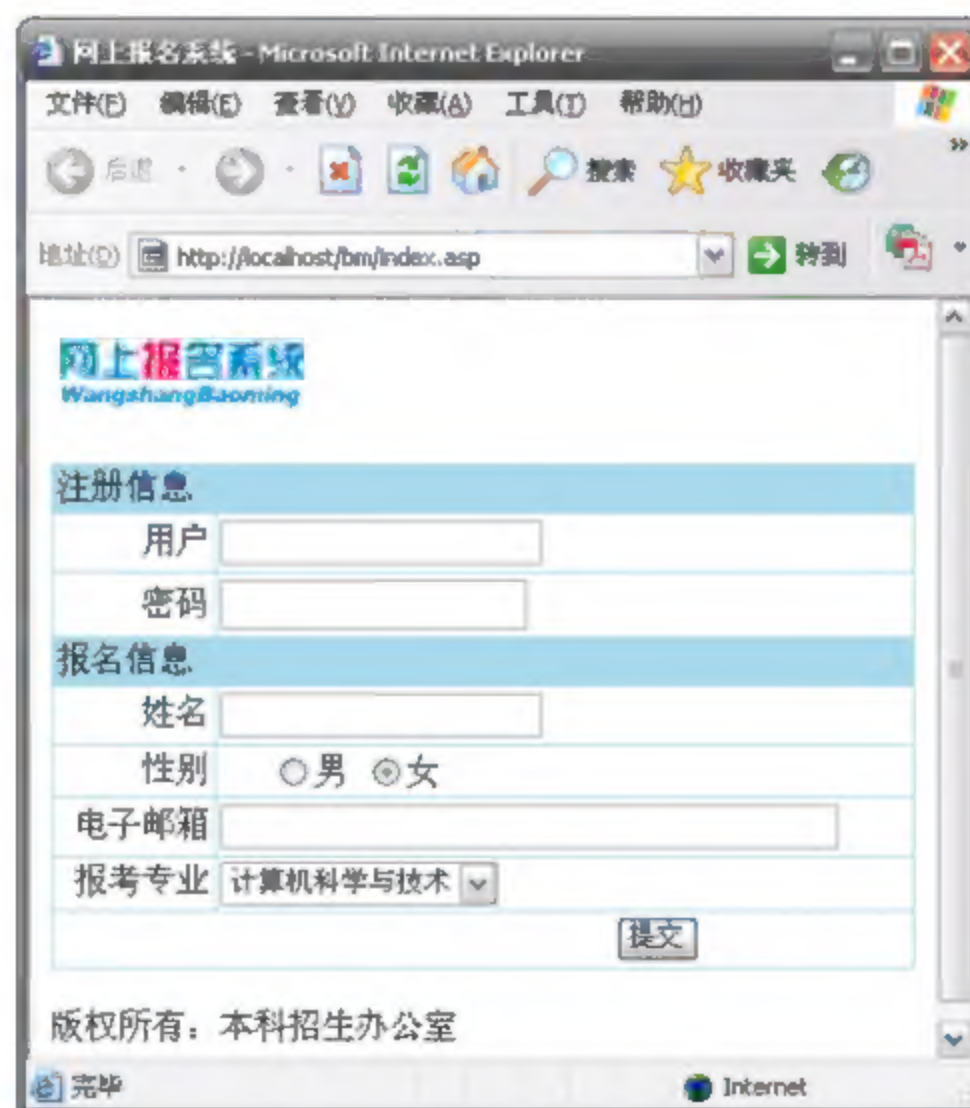 网上报名系统 - Microsoft Internet Explorer
文件(F) 编辑(E) 查看(V) 收藏(A) 工具(T) 帮助(H)
后退 搜索 收藏夹 »
地址(D) http://localhost/bm/index.asp 转到
网上报名系统
WangshangBaoming
注册信息
用户
密码
报名信息
姓名
性别 男 女
电子邮箱
报考专业 计算机科学与技术
提交
版权所有：本科招生办公室
完毕 Internet